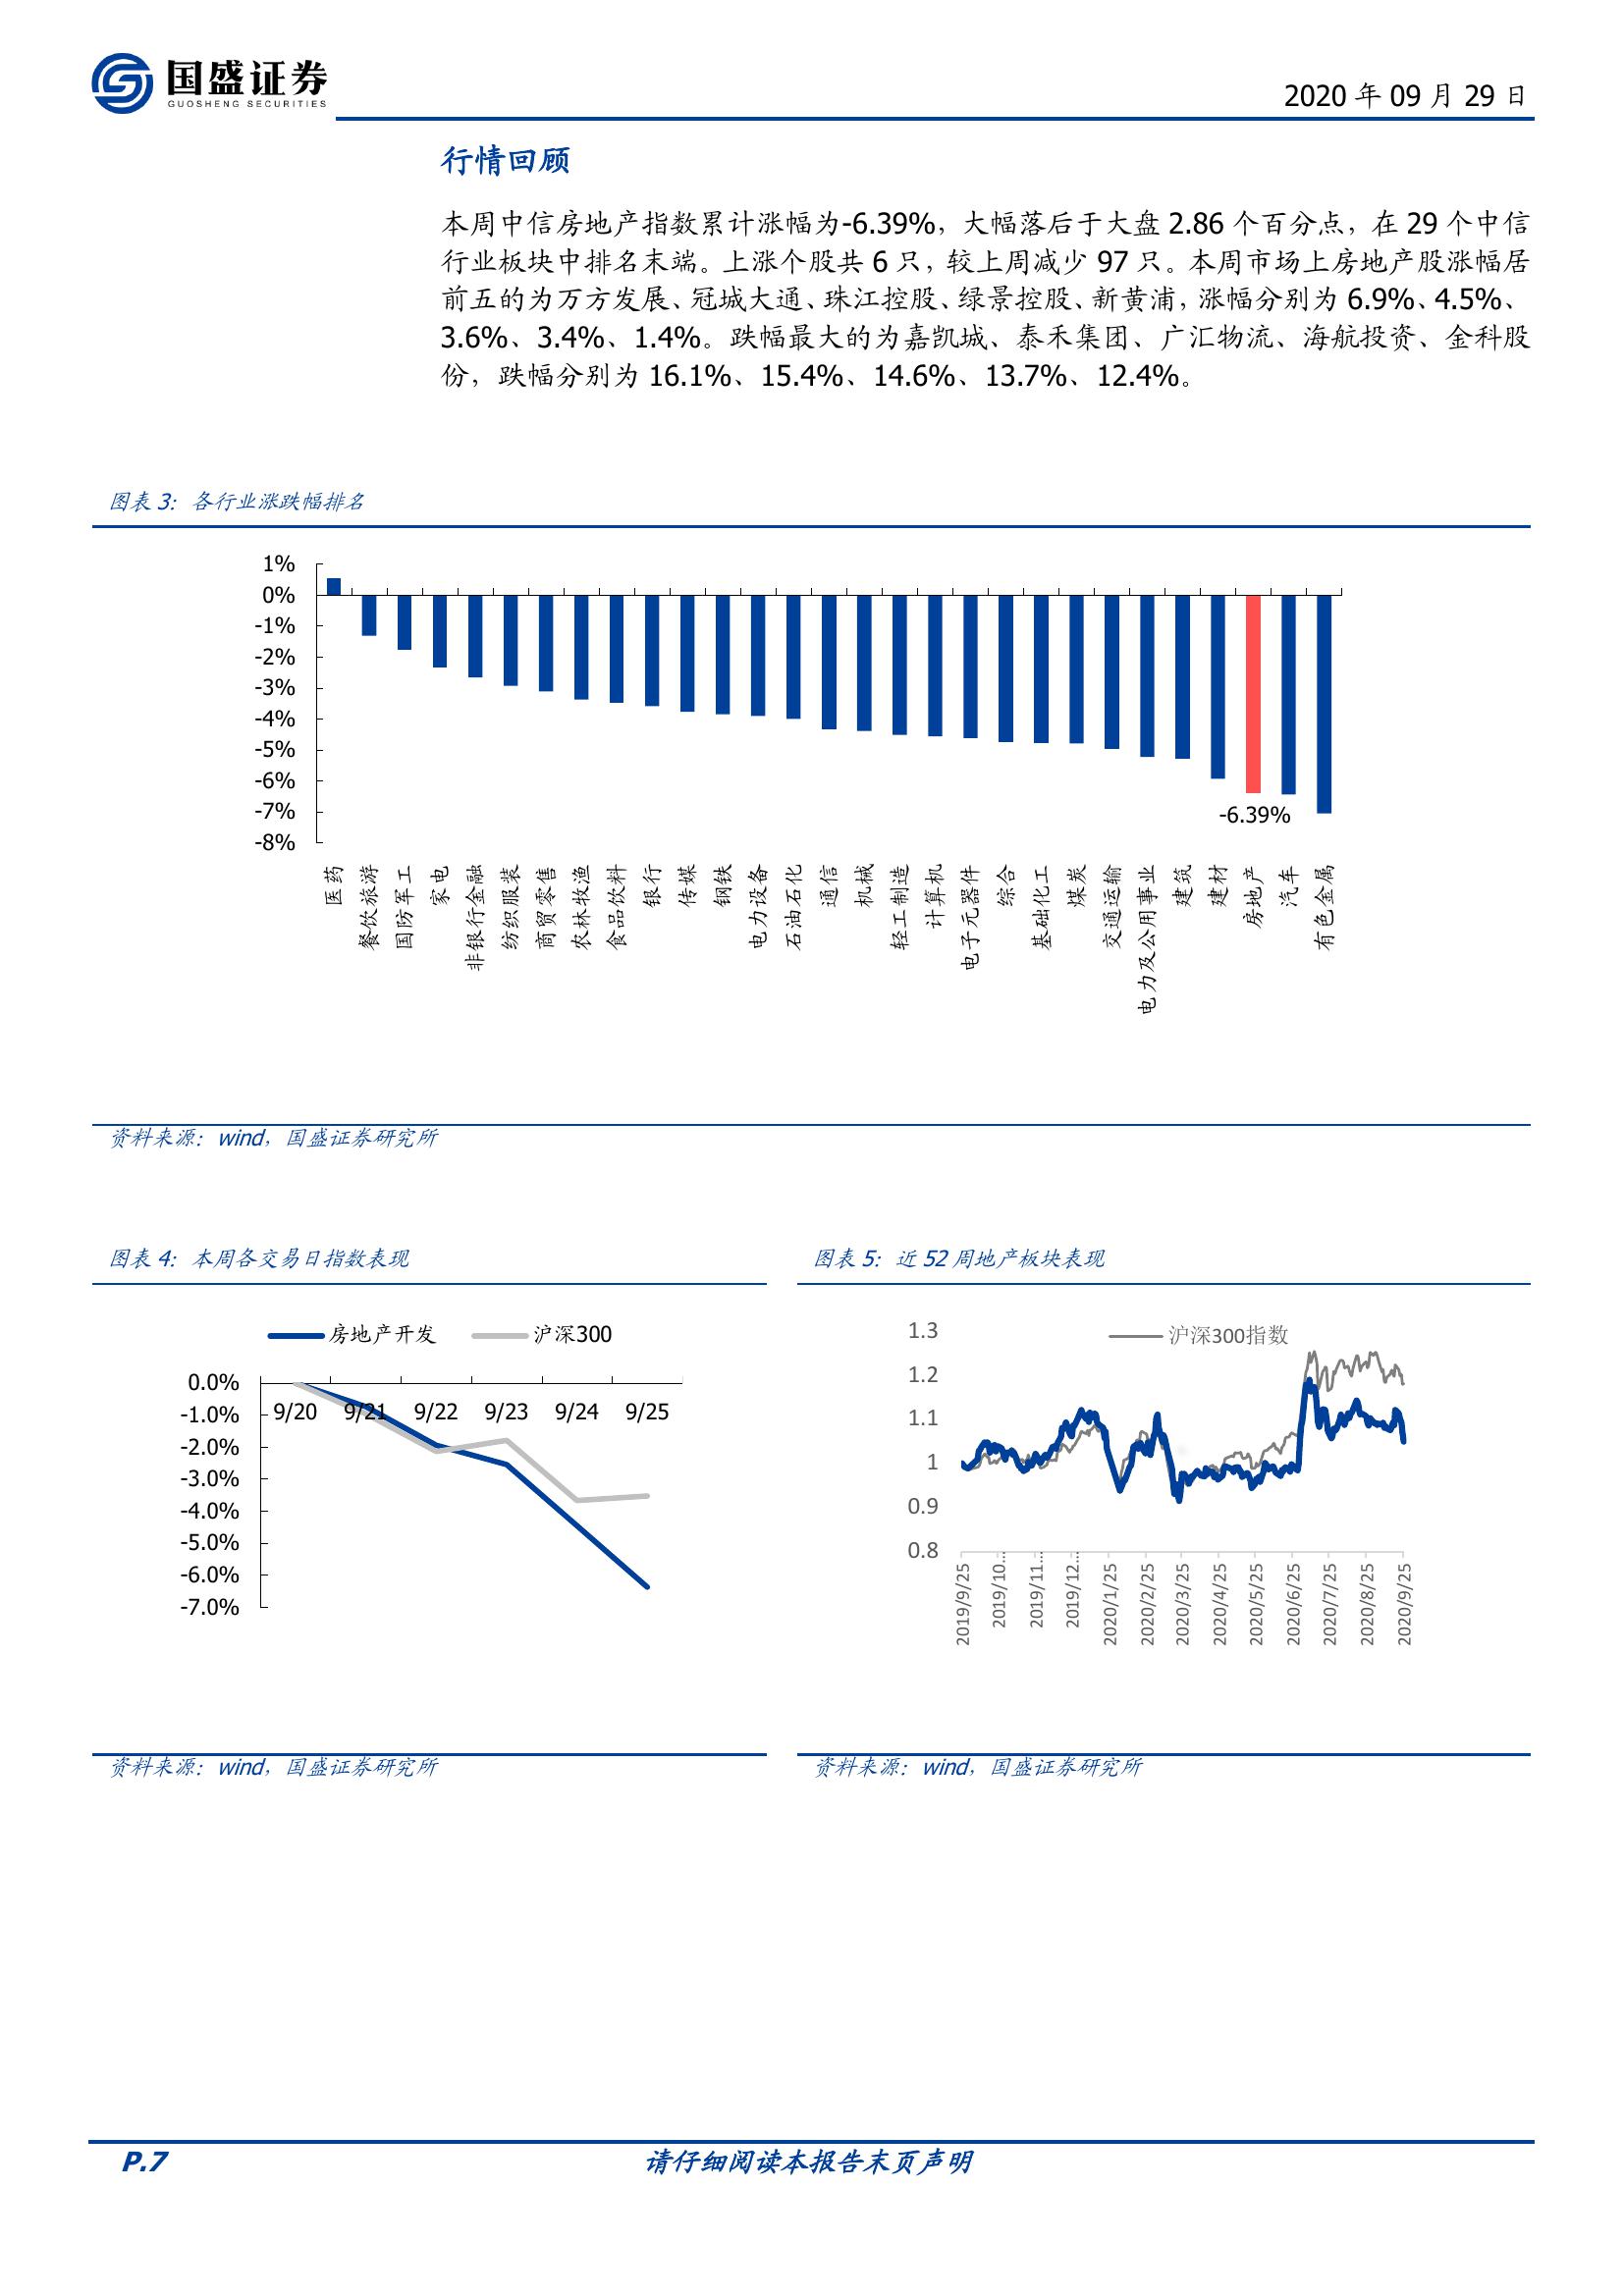 国盛证券
GUOSHENG SECURITIES
2020 年 09 月 29 日
行情回顾
本周中信房地产指数累计涨幅为-6.39%，大幅落后于大盘 2.86 个百分点，在 29 个中信
行业板块中排名末端。上涨个股共 6 只，较上周减少 97 只。本周市场上房地产股涨幅居
前五的为万方发展、冠城大通、珠江控股、绿景控股、新黄浦，涨幅分别为 6.9%、4.5%、
3.6%、3.4%、1.4%。跌幅最大的为嘉凯城、泰禾集团、广汇物流、海航投资、金科股
份，跌幅分别为 16.1%、15.4%、14.6%、13.7%、12.4%。
图表 3：各行业涨跌幅排名
1%
0%
-1%
-2%
-3%
-4%
-5%
-6%
-7%
-8%
-6.39%
医药
餐饮旅游
国防军工
家电
非银行金融
纺织服装
商贸零售
农林牧渔
食品饮料
银行
传媒
钢铁
电力设备
石油石化
通信
机械
轻工制造
计算机
电子元器件
综合
基础化工
煤炭
交通运输
电力及公用事业
建筑
建材
房地产
汽车
有色金属
资料来源：wind，国盛证券研究所
图表 4：本周各交易日指数表现
房地产开发 沪深300
0.0%
-1.0%
-2.0%
-3.0%
-4.0%
-5.0%
-6.0%
-7.0%
9/20 9/21 9/22 9/23 9/24 9/25
资料来源：wind，国盛证券研究所
图表 5：近 52 周地产板块表现
沪深300指数
1.3
1.2
1.1
1
0.9
0.8
2019/9/25
2019/10…
2019/11…
2019/12…
2020/1/25
2020/2/25
2020/3/25
2020/4/25
2020/5/25
2020/6/25
2020/7/25
2020/8/25
2020/9/25
资料来源：wind，国盛证券研究所
P.7
请仔细阅读本报告末页声明